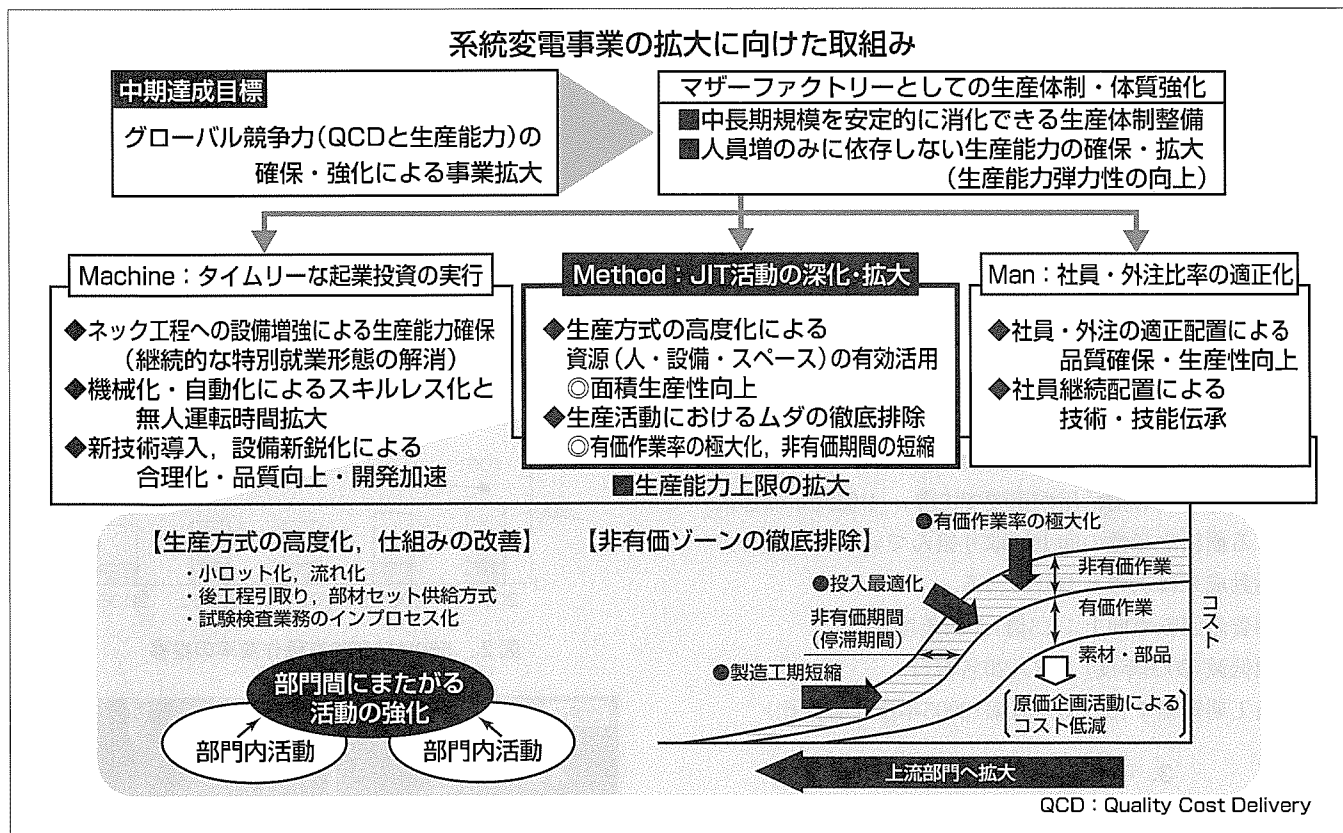 系統変電事業の拡大に向けた取組み
中期達成目標
グローバル競争力(QCDと生産能力)の
確保・強化による事業拡大
マザーファクトリーとしての生産体制・体質強化
■中長期規模を安定的に消化できる生産体制整備
■人員増のみに依存しない生産能力の確保・拡大
(生産能力弾力性の向上)
Machine:タイムリーな起業投資の実行
◆ネック工程への設備増強による生産能力確保
(継続的な特別就業形態の解消)
◆機械化・自動化によるスキルレス化と
無人運転時間拡大
◆新技術導入,設備新鋭化による
合理化・品質向上・開発加速
Method:JIT活動の深化・拡大
◆生産方式の高度化による
資源(人・設備・スペース)の有効活用
◎面積生産性向上
◆生産活動におけるムダの徹底排除
◎有価作業率の極大化,非有価期間の短縮
Man:社員・外注比率の適正化
◆社員・外注の適正配置による
品質確保・生産性向上
◆社員継続配置による
技術・技能伝承
■生産能力上限の拡大
【生産方式の高度化,仕組みの改善】
・小ロット化,流れ化
・後工程引取り,部材セット供給方式
・試験検査業務のインプロセス化
部門間にまたがる
活動の強化
部門内活動
部門内活動
【非有価ゾーンの徹底排除】
●有価作業率の極大化
●投入最適化
非有価期間
(停滞期間)
●製造工期短縮
非有価作業
有価作業
素材・部品
コスト
原価企画活動による
コスト低減
上流部門へ拡大
QCD:Quality Cost Delivery